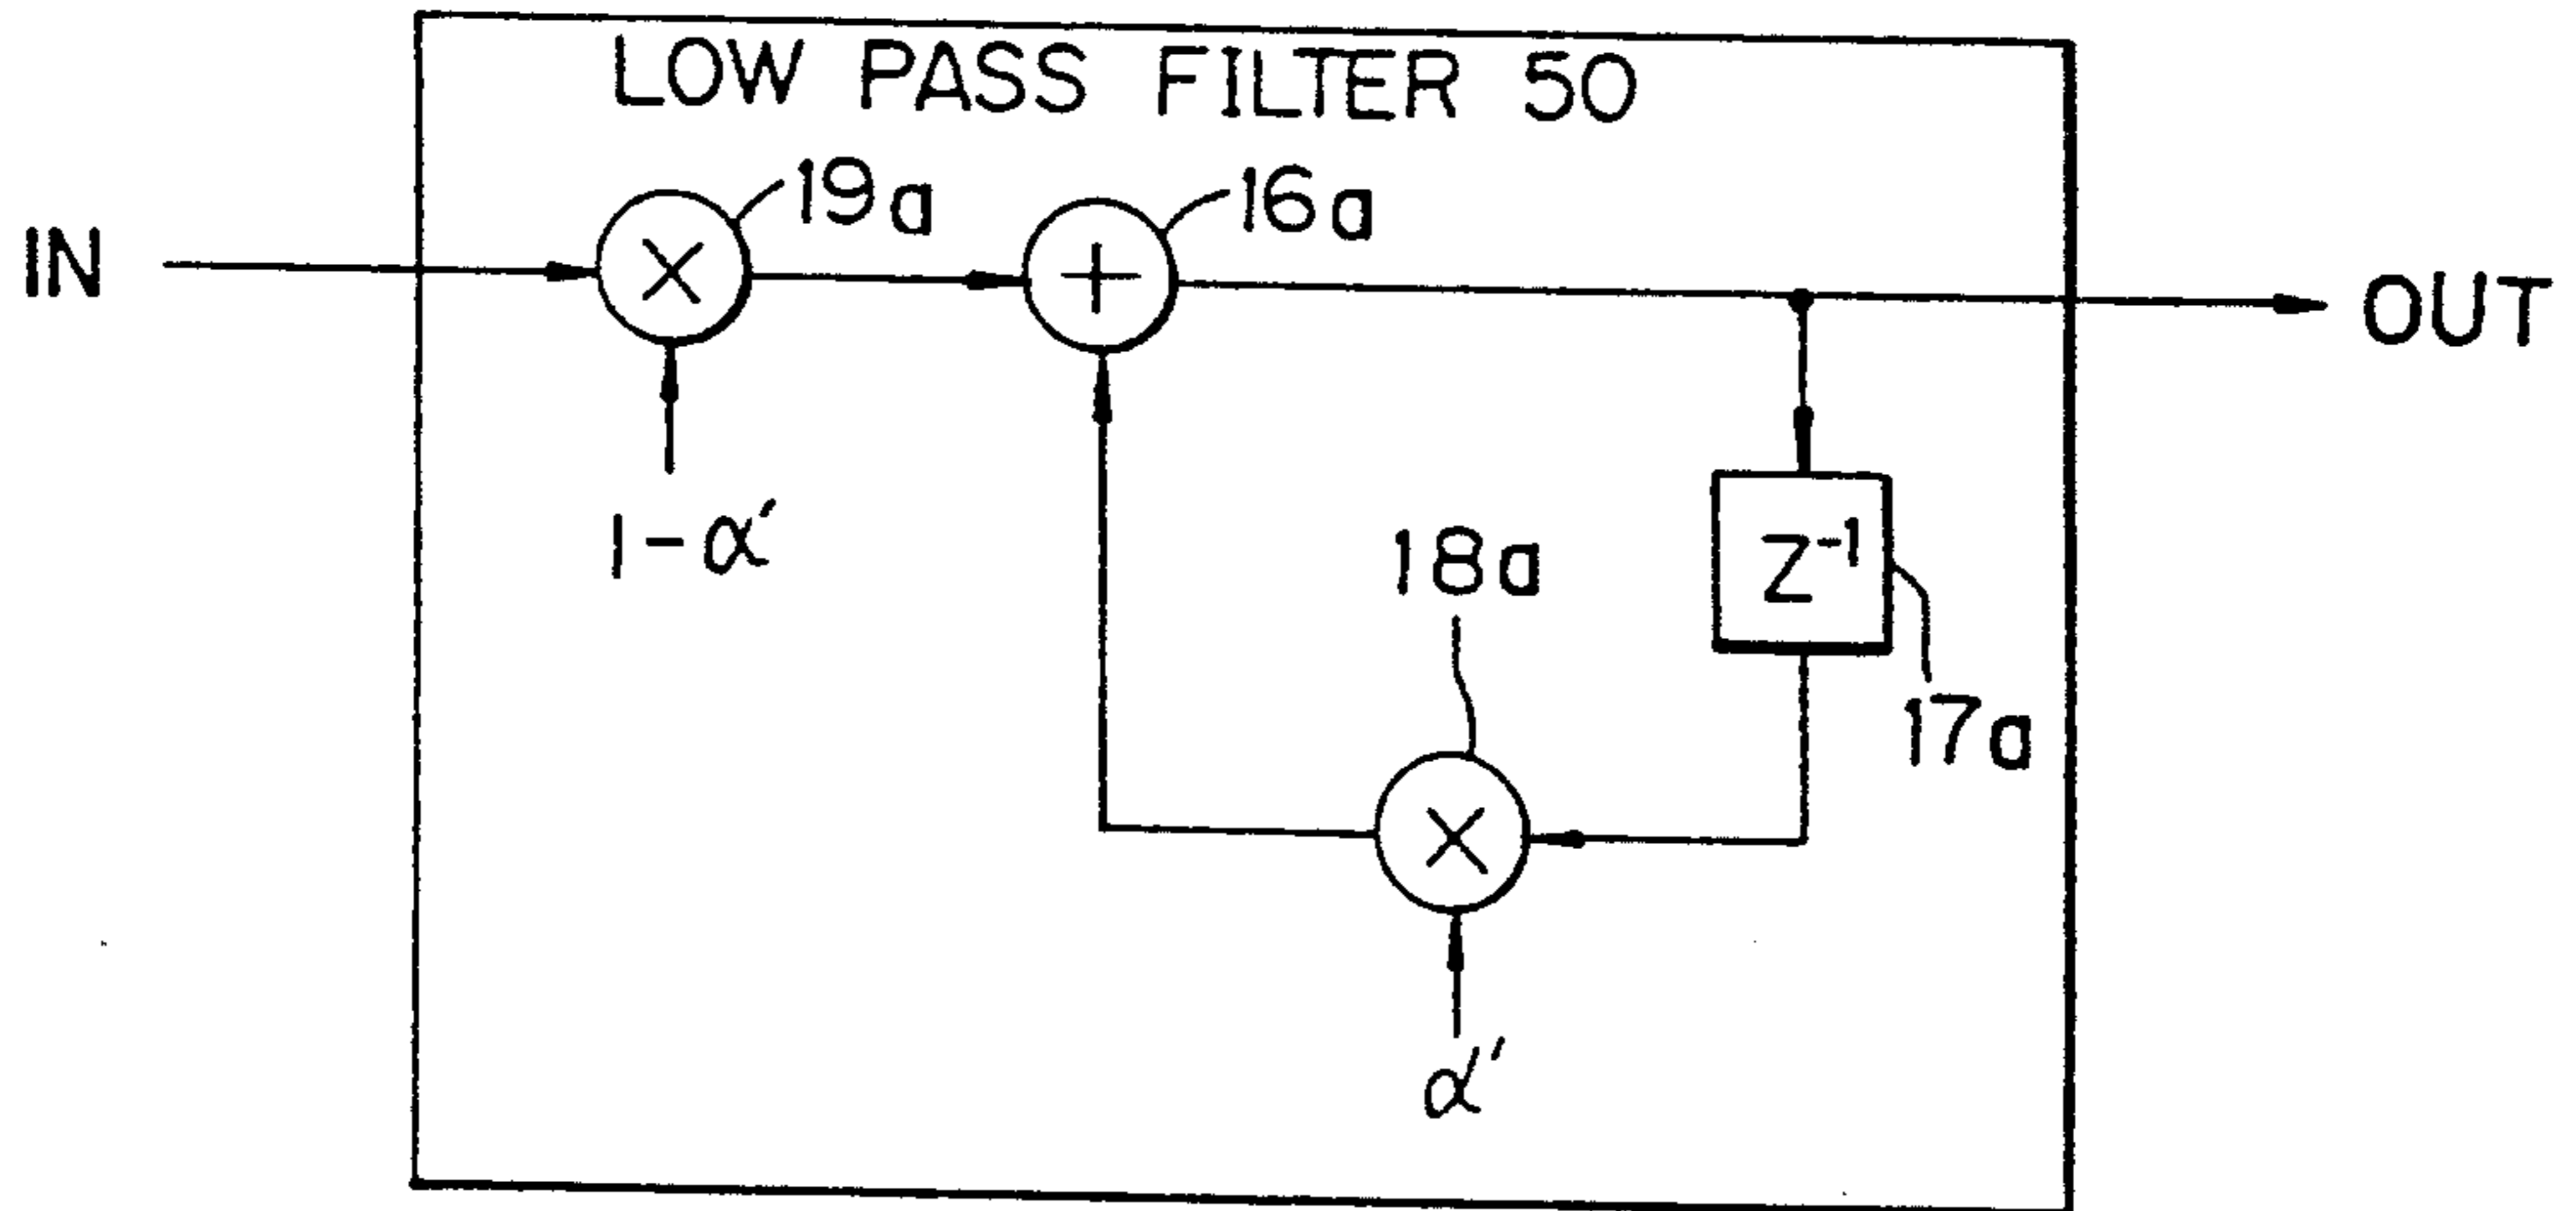 LOW PASS FILTER 50
19a
16a
IN
OUT
×
+
1-α'
18a
Z⁻¹
17a
×
α'